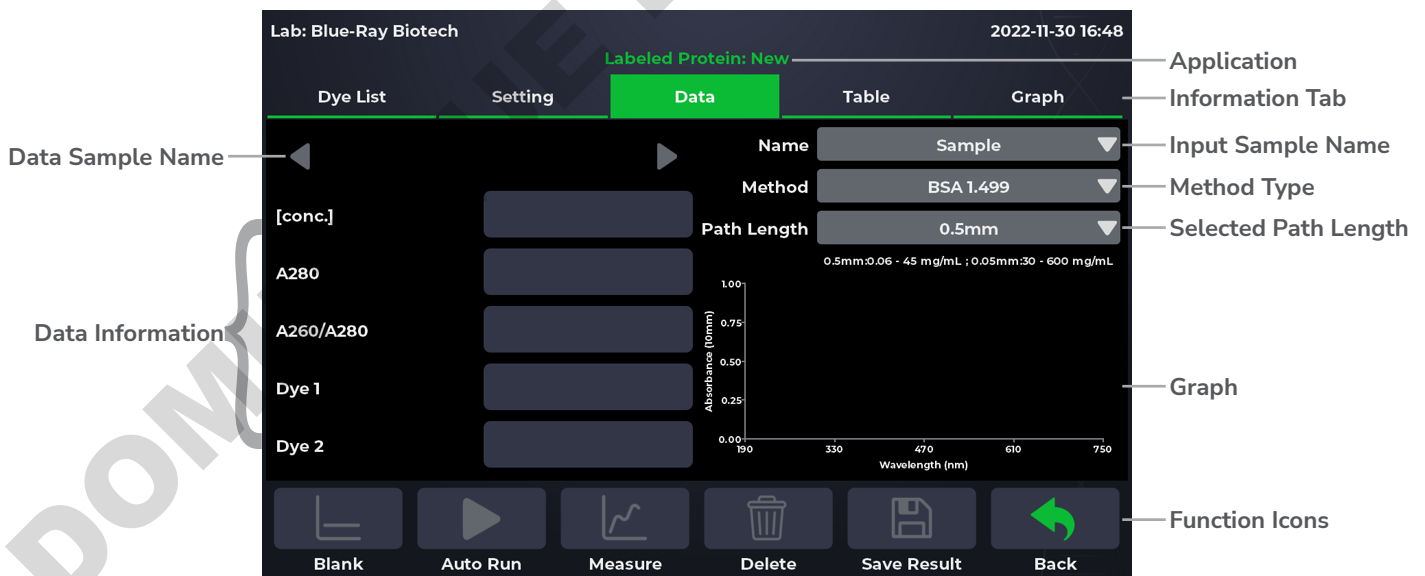 Lab: Blue-Ray Biotech
2022-11-30 16:48
Labeled Protein: New
Application
Dye List
Setting
Data
Table
Graph
Information Tab
Data Sample Name
Name
Sample
Input Sample Name
Method
BSA 1.499
Method Type
Path Length
0.5mm
Selected Path Length
0.5mm:0.06 - 45 mg/mL ; 0.05mm:30 - 600 mg/mL
Data Information
[conc.]
A280
A260/A280
Dye 1
Dye 2
1.00
0.75
0.50
0.25
0.00
Absorbance (10mm)
190
330
470
610
750
Wavelength (nm)
Graph
Function Icons
Blank
Auto Run
Measure
Delete
Save Result
Back